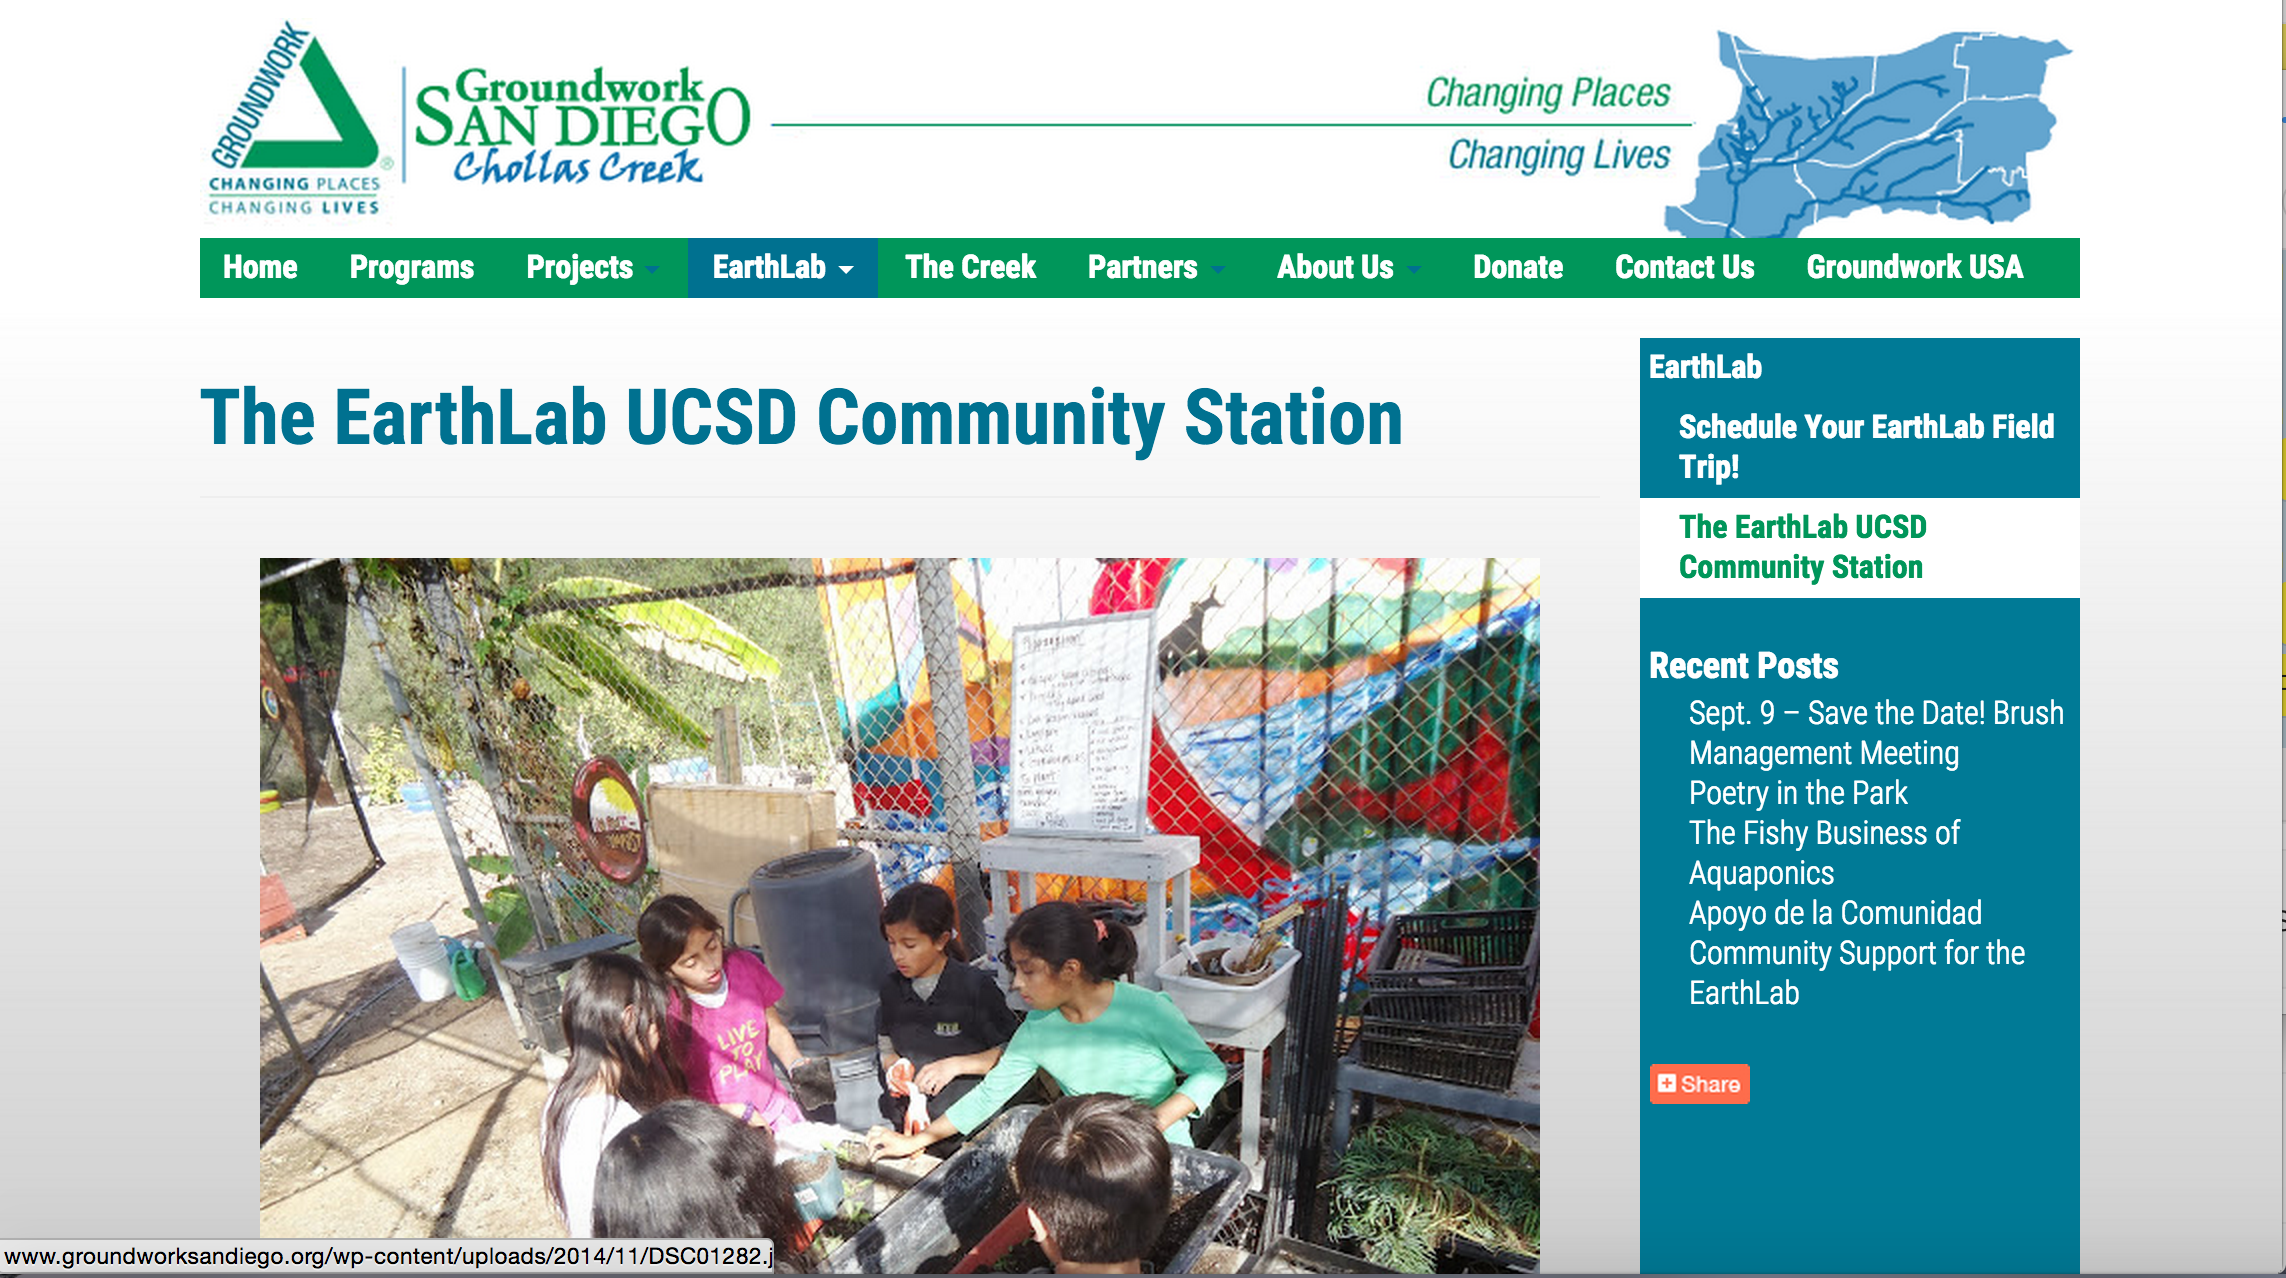 GROUNDWORK
®
CHANGING PLACES
CHANGING LIVES
Groundwork
SAN DIEGO
Chollas Creek
Changing Places
Changing Lives
Home Programs Projects EarthLab The Creek Partners About Us Donate Contact Us Groundwork USA
The EarthLab UCSD Community Station
LIVE
TO
PLAY
EarthLab
Schedule Your EarthLab Field
Trip!
The EarthLab UCSD
Community Station
Recent Posts
Sept. 9 – Save the Date! Brush
Management Meeting
Poetry in the Park
The Fishy Business of
Aquaponics
Apoyo de la Comunidad
Community Support for the
EarthLab
Share
www.groundworksandiego.org/wp-content/uploads/2014/11/DSC01282.j